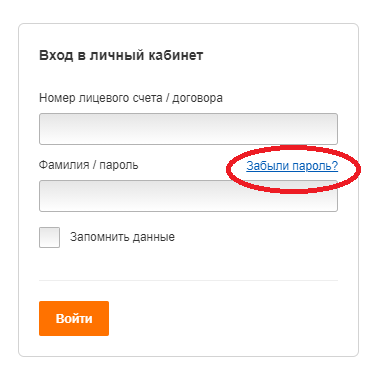 Вход в личный кабинет
Номер лицевого счета / договора
Фамилия / пароль Забыли пароль?
Запомнить данные
Войти